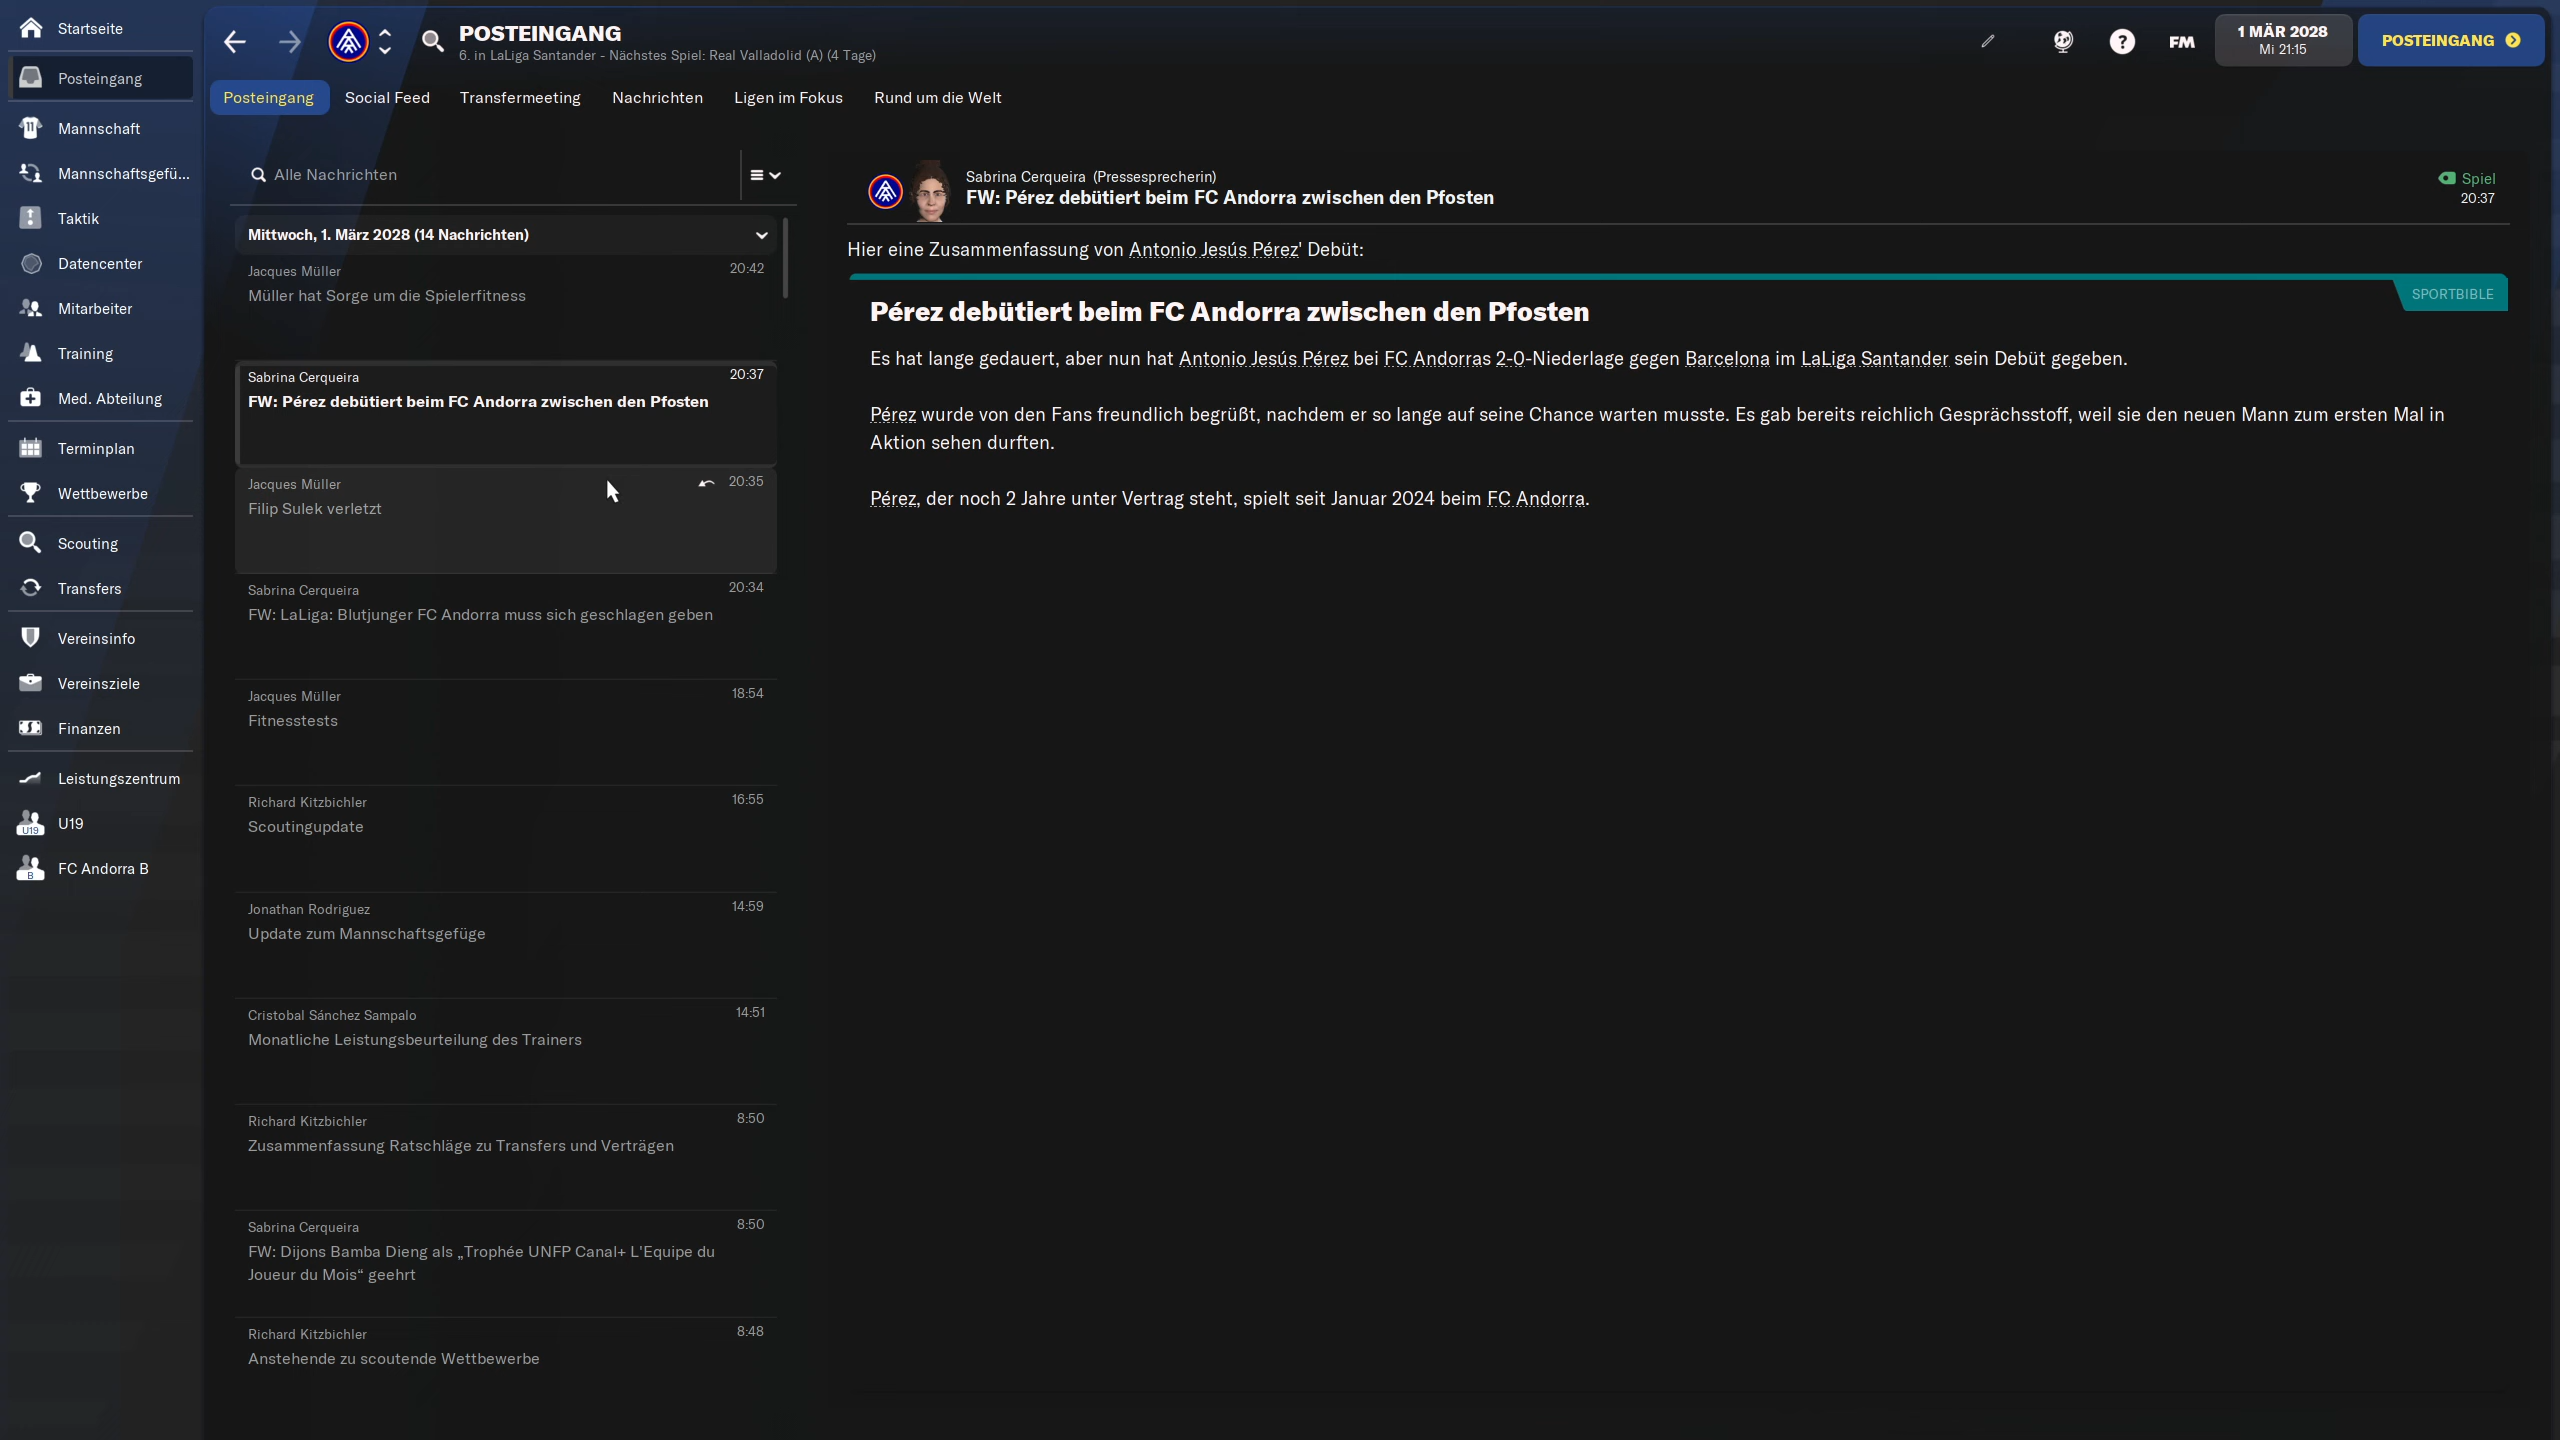 Startseite
Posteingang
Mannschaft
Mannschaftsgefü...
Taktik
Datencenter
Mitarbeiter
Training
Med. Abteilung
Terminplan
Wettbewerbe
Scouting
Transfers
Vereinsinfo
Vereinsziele
Finanzen
Leistungszentrum
U19
U19
B
FC Andorra B
POSTEINGANG
6. in LaLiga Santander - Nächstes Spiel: Real Valladolid (A) (4 Tage)
?
FM
1 MÄR 2028
Mi 21:15
POSTEINGANG
Posteingang
Social Feed
Transfermeeting
Nachrichten
Ligen im Fokus
Rund um die Welt
Alle Nachrichten
Mittwoch, 1. März 2028 (14 Nachrichten)
Jacques Müller
20:42
Müller hat Sorge um die Spielerfitness
Sabrina Cerqueira
20:37
FW: Pérez debütiert beim FC Andorra zwischen den Pfosten
Jacques Müller
20:35
Filip Sulek verletzt
Sabrina Cerqueira
20:34
FW: LaLiga: Blutjunger FC Andorra muss sich geschlagen geben
Jacques Müller
18:54
Fitnesstests
Richard Kitzbichler
16:55
Scoutingupdate
Jonathan Rodriguez
14:59
Update zum Mannschaftsgefüge
Cristobal Sánchez Sampalo
14:51
Monatliche Leistungsbeurteilung des Trainers
Richard Kitzbichler
8:50
Zusammenfassung Ratschläge zu Transfers und Verträgen
Sabrina Cerqueira
8:50
FW: Dijons Bamba Dieng als „Trophée UNFP Canal+ L'Equipe du
Joueur du Mois“ geehrt
Richard Kitzbichler
8:48
Anstehende zu scoutende Wettbewerbe
Sabrina Cerqueira (Pressesprecherin)
FW: Pérez debütiert beim FC Andorra zwischen den Pfosten
Spiel
20:37
Hier eine Zusammenfassung von Antonio Jesús Pérez' Debüt:
SPORTBIBLE
Pérez debütiert beim FC Andorra zwischen den Pfosten
Es hat lange gedauert, aber nun hat Antonio Jesús Pérez bei FC Andorras 2-0-Niederlage gegen Barcelona im LaLiga Santander sein Debüt gegeben.
Pérez wurde von den Fans freundlich begrüßt, nachdem er so lange auf seine Chance warten musste. Es gab bereits reichlich Gesprächsstoff, weil sie den neuen Mann zum ersten Mal in
Aktion sehen durften.
Pérez, der noch 2 Jahre unter Vertrag steht, spielt seit Januar 2024 beim FC Andorra.